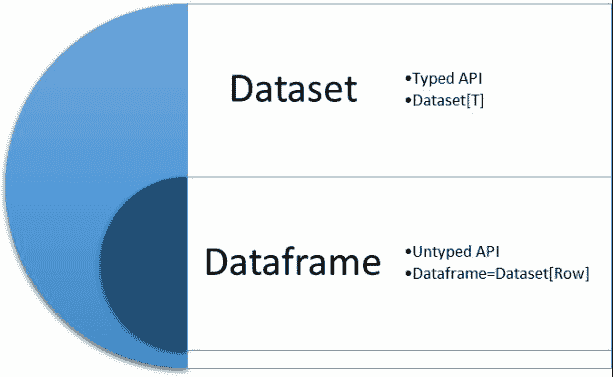 Dataset
•Typed API
•Dataset[T]
Dataframe
•Untyped API
•Dataframe=Dataset[Row]